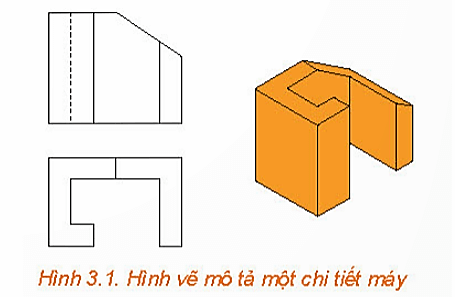 Hình 3.1. Hình vẽ mô tả một chi tiết máy